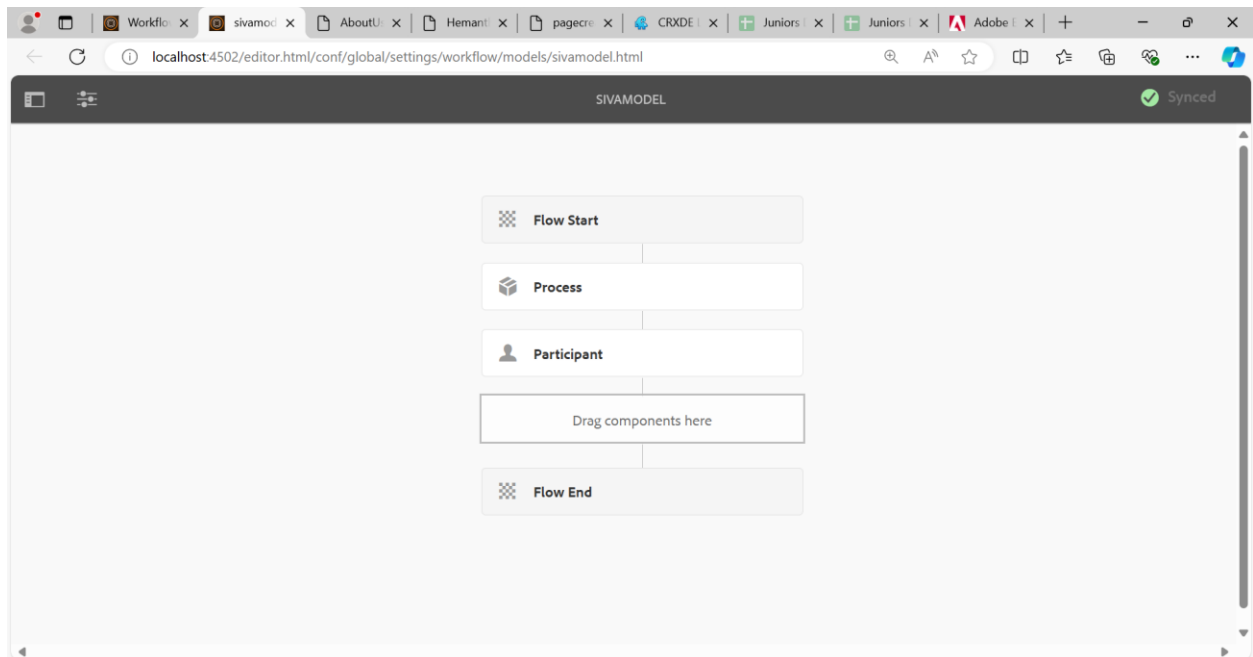 Workflo sivamod AboutU Hemant pagecre CRXDE Juniors Juniors Adobe
localhost:4502/editor.html/conf/global/settings/workflow/models/sivamodel.html
SIVAMODEL Synced
Flow Start
Process
Participant
Drag components here
Flow End